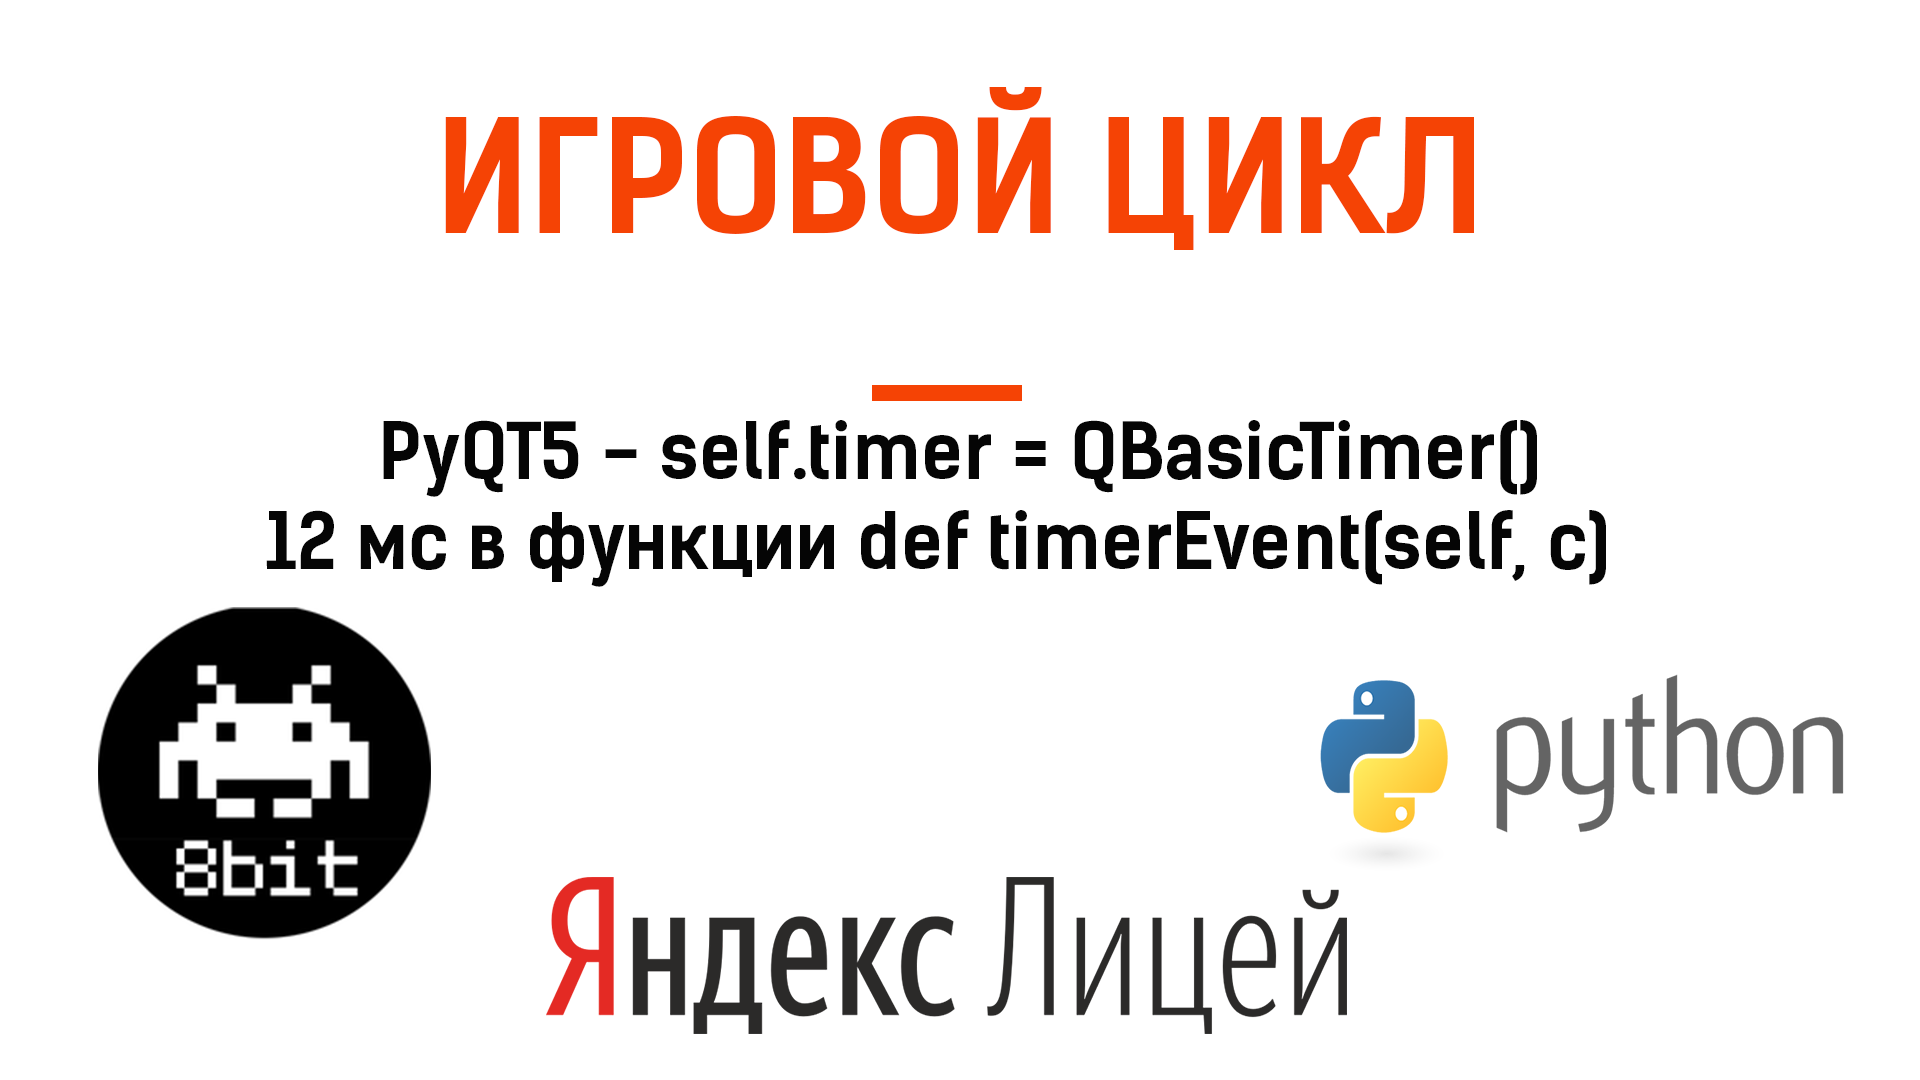 ИГРОВОЙ ЦИКЛ
PyQT5 – self.timer = QBasicTimer()
12 мс в функции def timerEvent(self, c)
8bit
python
Яндекс Лицей